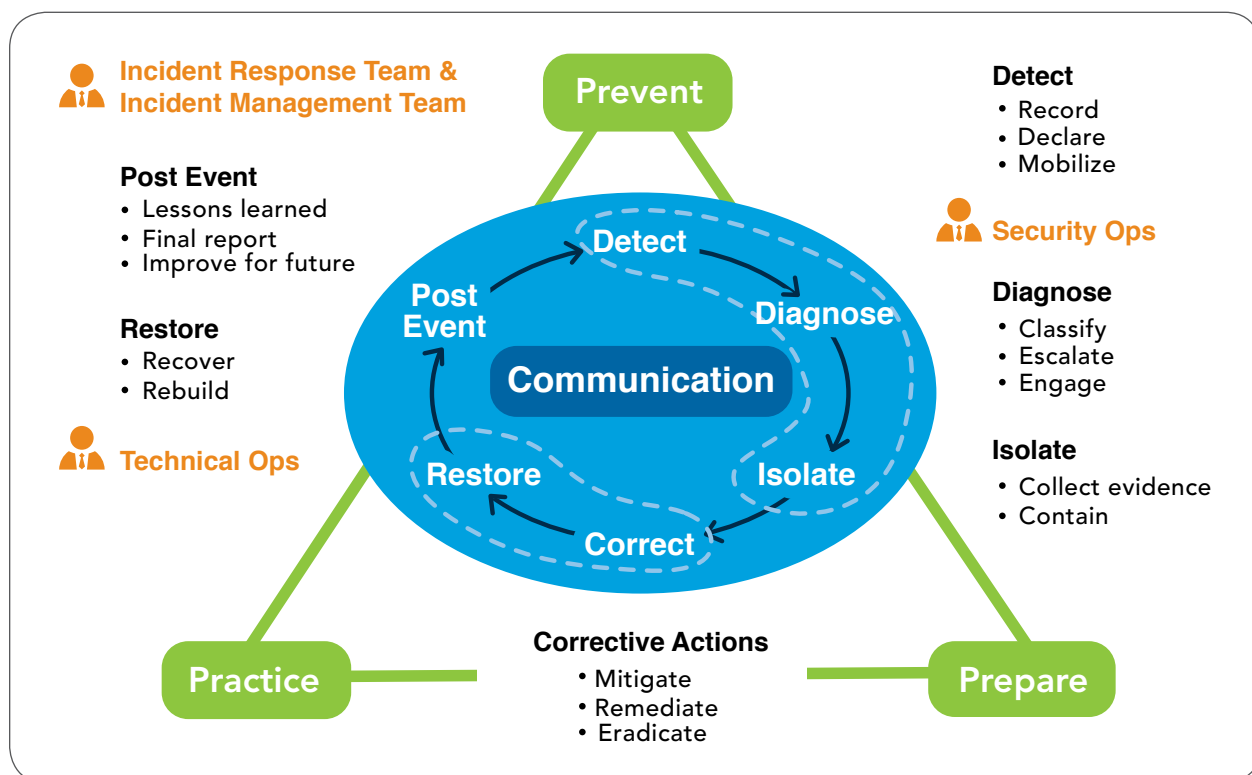 Incident Response Team &
Incident Management Team
Post Event
• Lessons learned
• Final report
• Improve for future
Restore
• Recover
• Rebuild
Technical Ops
Prevent
Detect
Diagnose
Isolate
Correct
Restore
Post
Event
Communication
Detect
• Record
• Declare
• Mobilize
Security Ops
Diagnose
• Classify
• Escalate
• Engage
Isolate
• Collect evidence
• Contain
Practice
Corrective Actions
• Mitigate
• Remediate
• Eradicate
Prepare